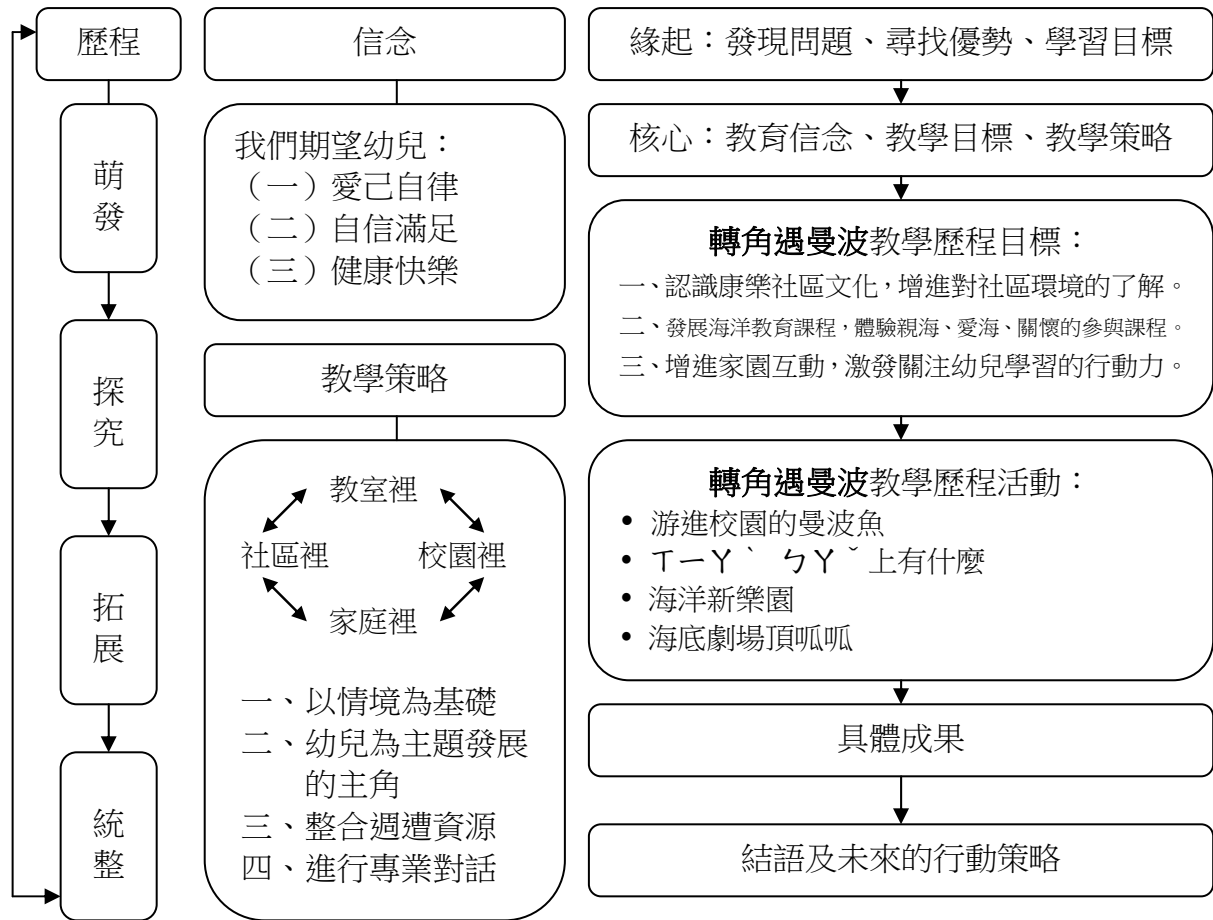 歷程
萌
發
探
究
拓
展
統
整
信念
我們期望幼兒：
（一）愛己自律
（二）自信滿足
（三）健康快樂
教學策略
教室裡
社區裡
校園裡
家庭裡
一、以情境為基礎
二、幼兒為主題發展
的主角
三、整合週遭資源
四、進行專業對話
緣起：發現問題、尋找優勢、學習目標
核心：教育信念、教學目標、教學策略
轉角遇曼波教學歷程目標：
一、認識康樂社區文化，增進對社區環境的了解。
二、發展海洋教育課程，體驗親海、愛海、關懷的參與課程。
三、增進家園互動，激發關注幼兒學習的行動力。
轉角遇曼波教學歷程活動：
• 游進校園的曼波魚
• ㄒㄧㄚˋ ㄉㄚˇ上有什麼
• 海洋新樂園
• 海底劇場頂呱呱
具體成果
結語及未來的行動策略